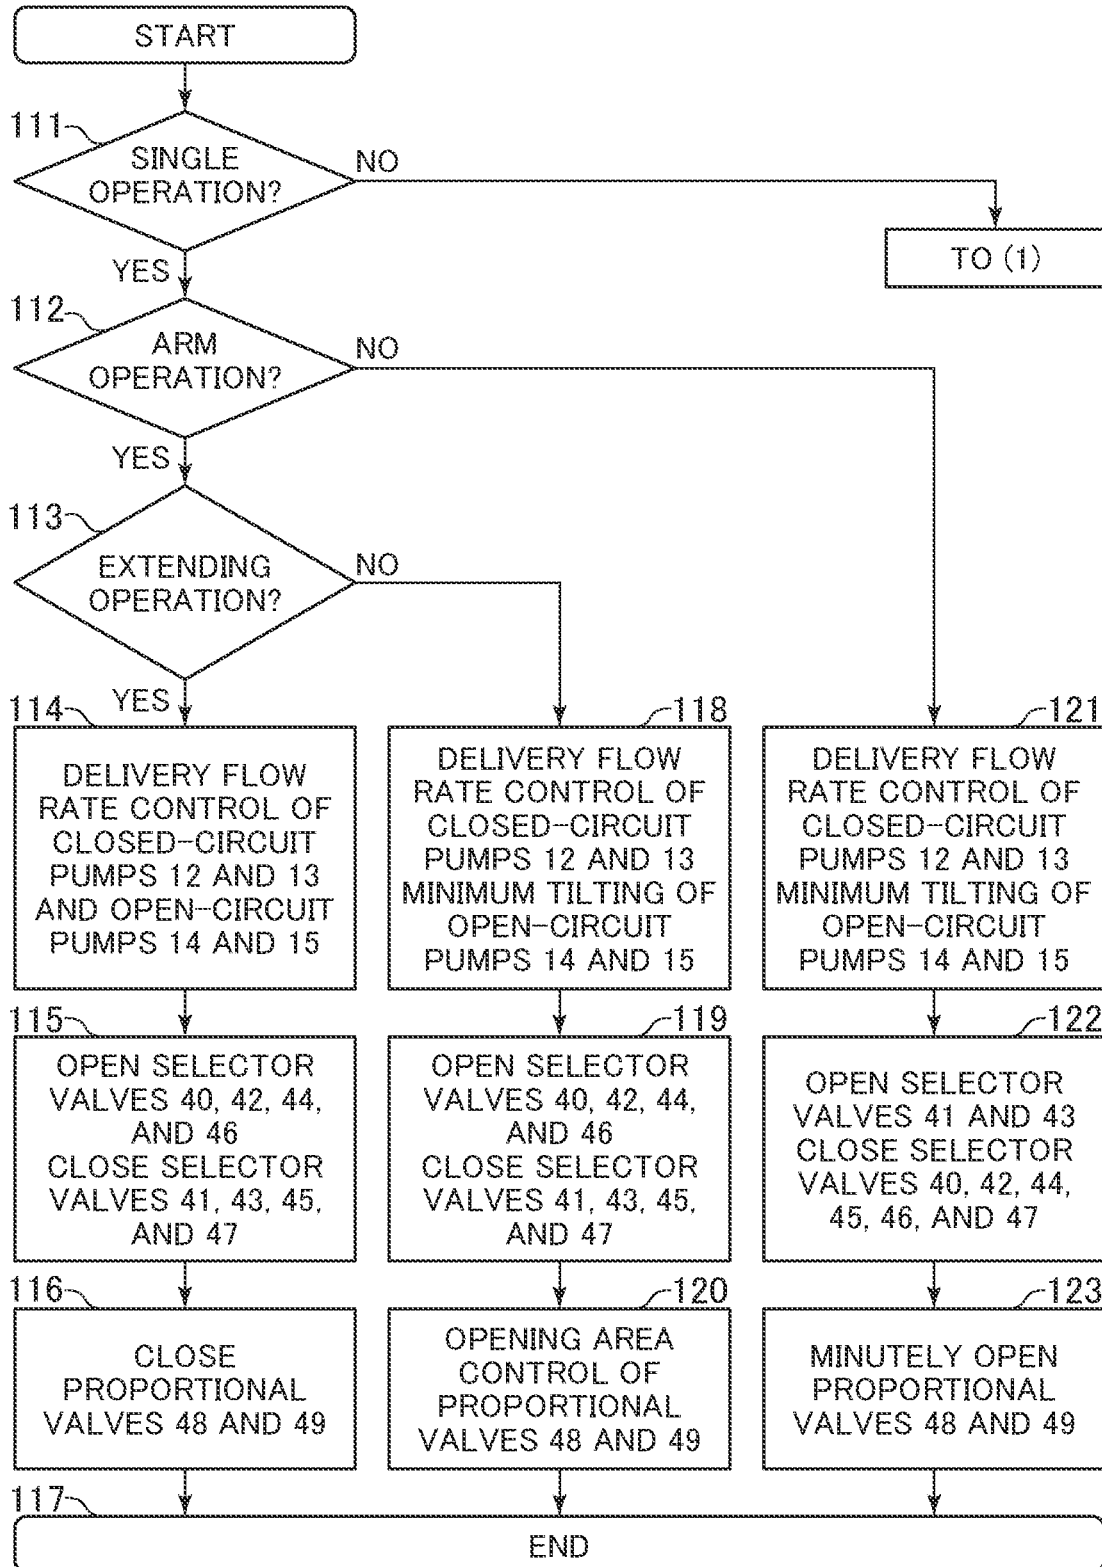 START
111
SINGLE
OPERATION?
NO
TO (1)
YES
112
ARM
OPERATION?
NO
YES
113
EXTENDING
OPERATION?
NO
YES
114
DELIVERY FLOW
RATE CONTROL OF
CLOSED-CIRCUIT
PUMPS 12 AND 13
AND OPEN-CIRCUIT
PUMPS 14 AND 15
118
DELIVERY FLOW
RATE CONTROL OF
CLOSED-CIRCUIT
PUMPS 12 AND 13
MINIMUM TILTING OF
OPEN-CIRCUIT
PUMPS 14 AND 15
121
DELIVERY FLOW
RATE CONTROL OF
CLOSED-CIRCUIT
PUMPS 12 AND 13
MINIMUM TILTING OF
OPEN-CIRCUIT
PUMPS 14 AND 15
115
OPEN SELECTOR
VALVES 40, 42, 44,
AND 46
CLOSE SELECTOR
VALVES 41, 43, 45,
AND 47
119
OPEN SELECTOR
VALVES 40, 42, 44,
AND 46
CLOSE SELECTOR
VALVES 41, 43, 45,
AND 47
122
OPEN SELECTOR
VALVES 41 AND 43
CLOSE SELECTOR
VALVES 40, 42, 44,
45, 46, AND 47
116
CLOSE
PROPORTIONAL
VALVES 48 AND 49
120
OPENING AREA
CONTROL OF
PROPORTIONAL
VALVES 48 AND 49
123
MINUTELY OPEN
PROPORTIONAL
VALVES 48 AND 49
117
END